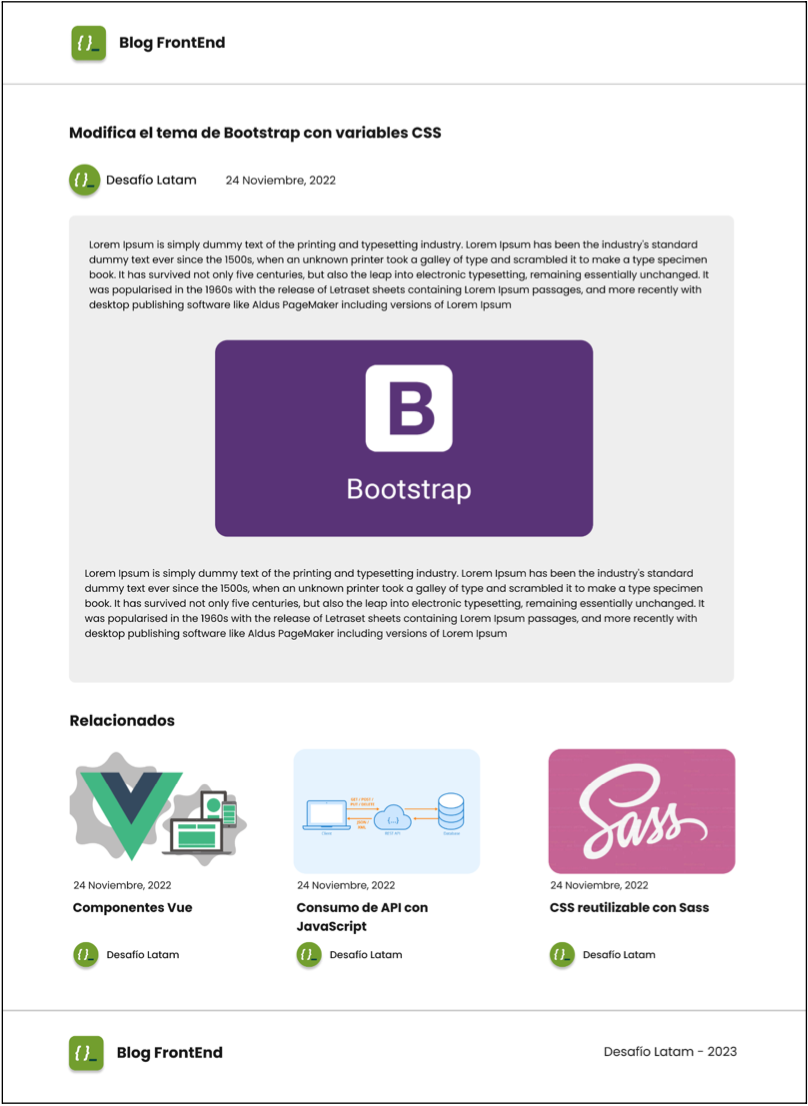 { }_ Blog FrontEnd
Modifica el tema de Bootstrap con variables CSS
{ }_ Desafío Latam 24 Noviembre, 2022
Lorem Ipsum is simply dummy text of the printing and typesetting industry. Lorem Ipsum has been the industry's standard
dummy text ever since the 1500s, when an unknown printer took a galley of type and scrambled it to make a type specimen
book. It has survived not only five centuries, but also the leap into electronic typesetting, remaining essentially unchanged. It
was popularised in the 1960s with the release of Letraset sheets containing Lorem Ipsum passages, and more recently with
desktop publishing software like Aldus PageMaker including versions of Lorem Ipsum
B
Bootstrap
Lorem Ipsum is simply dummy text of the printing and typesetting industry. Lorem Ipsum has been the industry's standard
dummy text ever since the 1500s, when an unknown printer took a galley of type and scrambled it to make a type specimen
book. It has survived not only five centuries, but also the leap into electronic typesetting, remaining essentially unchanged. It
was popularised in the 1960s with the release of Letraset sheets containing Lorem Ipsum passages, and more recently with
desktop publishing software like Aldus PageMaker including versions of Lorem Ipsum
Relacionados
24 Noviembre, 2022
Componentes Vue
{ }_ Desafío Latam
GET / POST /
PUT / DELETE
JSON /
XML
{...}
Client
REST API
Database
24 Noviembre, 2022
Consumo de API con
JavaScript
{ }_ Desafío Latam
Sass
24 Noviembre, 2022
CSS reutilizable con Sass
{ }_ Desafío Latam
{ }_ Blog FrontEnd
Desafío Latam - 2023